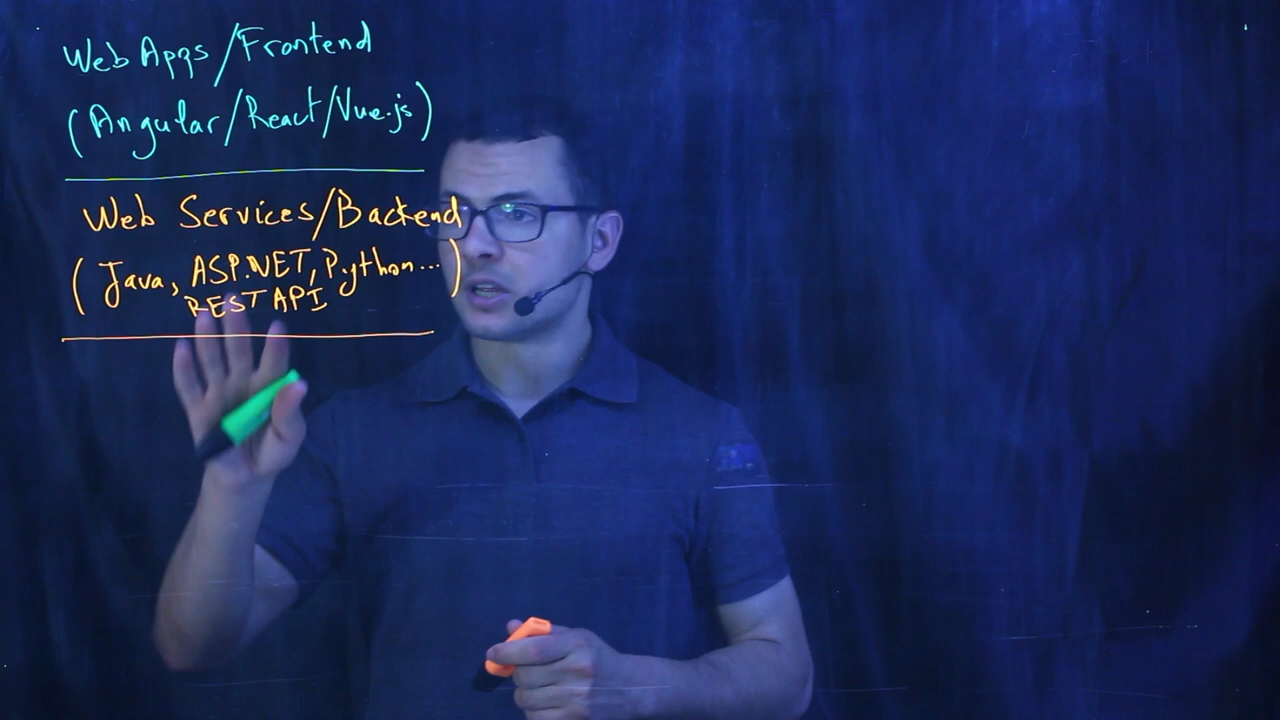 Web Apps/Frontend
(Angular/React/Vue.js)
Web Services/Backend
(Java, ASP.NET, Python...)
REST API